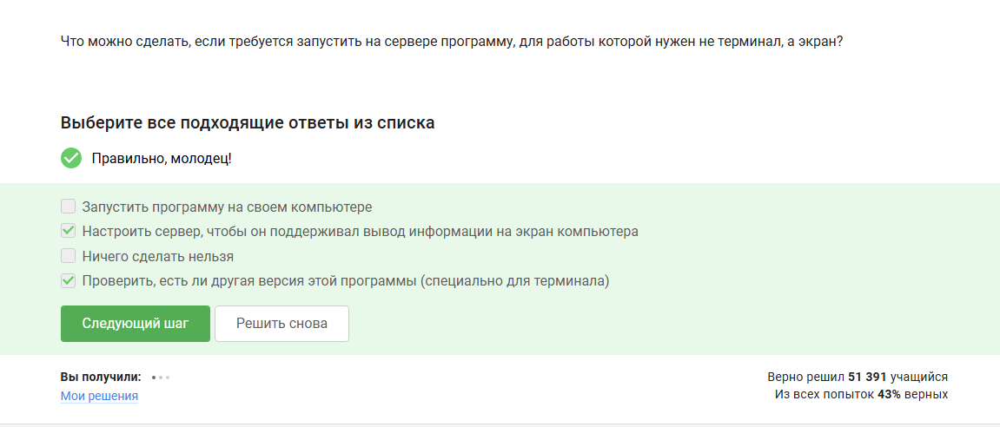 Что можно сделать, если требуется запустить на сервере программу, для работы которой нужен не терминал, а экран?
Выберите все подходящие ответы из списка
Правильно, молодец!
Запустить программу на своем компьютере
Настроить сервер, чтобы он поддерживал вывод информации на экран компьютера
Ничего сделать нельзя
Проверить, есть ли другая версия этой программы (специально для терминала)
Следующий шаг
Решить снова
Вы получили:
Мои решения
Верно решил 51 391 учащийся
Из всех попыток 43% верных